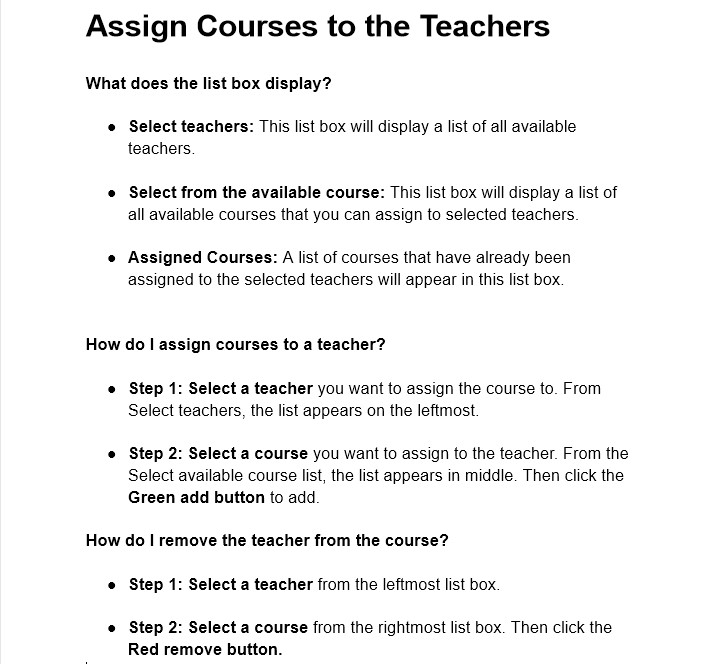 Assign Courses to the Teachers
What does the list box display?
● Select teachers: This list box will display a list of all available
teachers.
● Select from the available course: This list box will display a list of
all available courses that you can assign to selected teachers.
● Assigned Courses: A list of courses that have already been
assigned to the selected teachers will appear in this list box.
How do I assign courses to a teacher?
● Step 1: Select a teacher you want to assign the course to. From
Select teachers, the list appears on the leftmost.
● Step 2: Select a course you want to assign to the teacher. From the
Select available course list, the list appears in middle. Then click the
Green add button to add.
How do I remove the teacher from the course?
● Step 1: Select a teacher from the leftmost list box.
● Step 2: Select a course from the rightmost list box. Then click the
Red remove button.